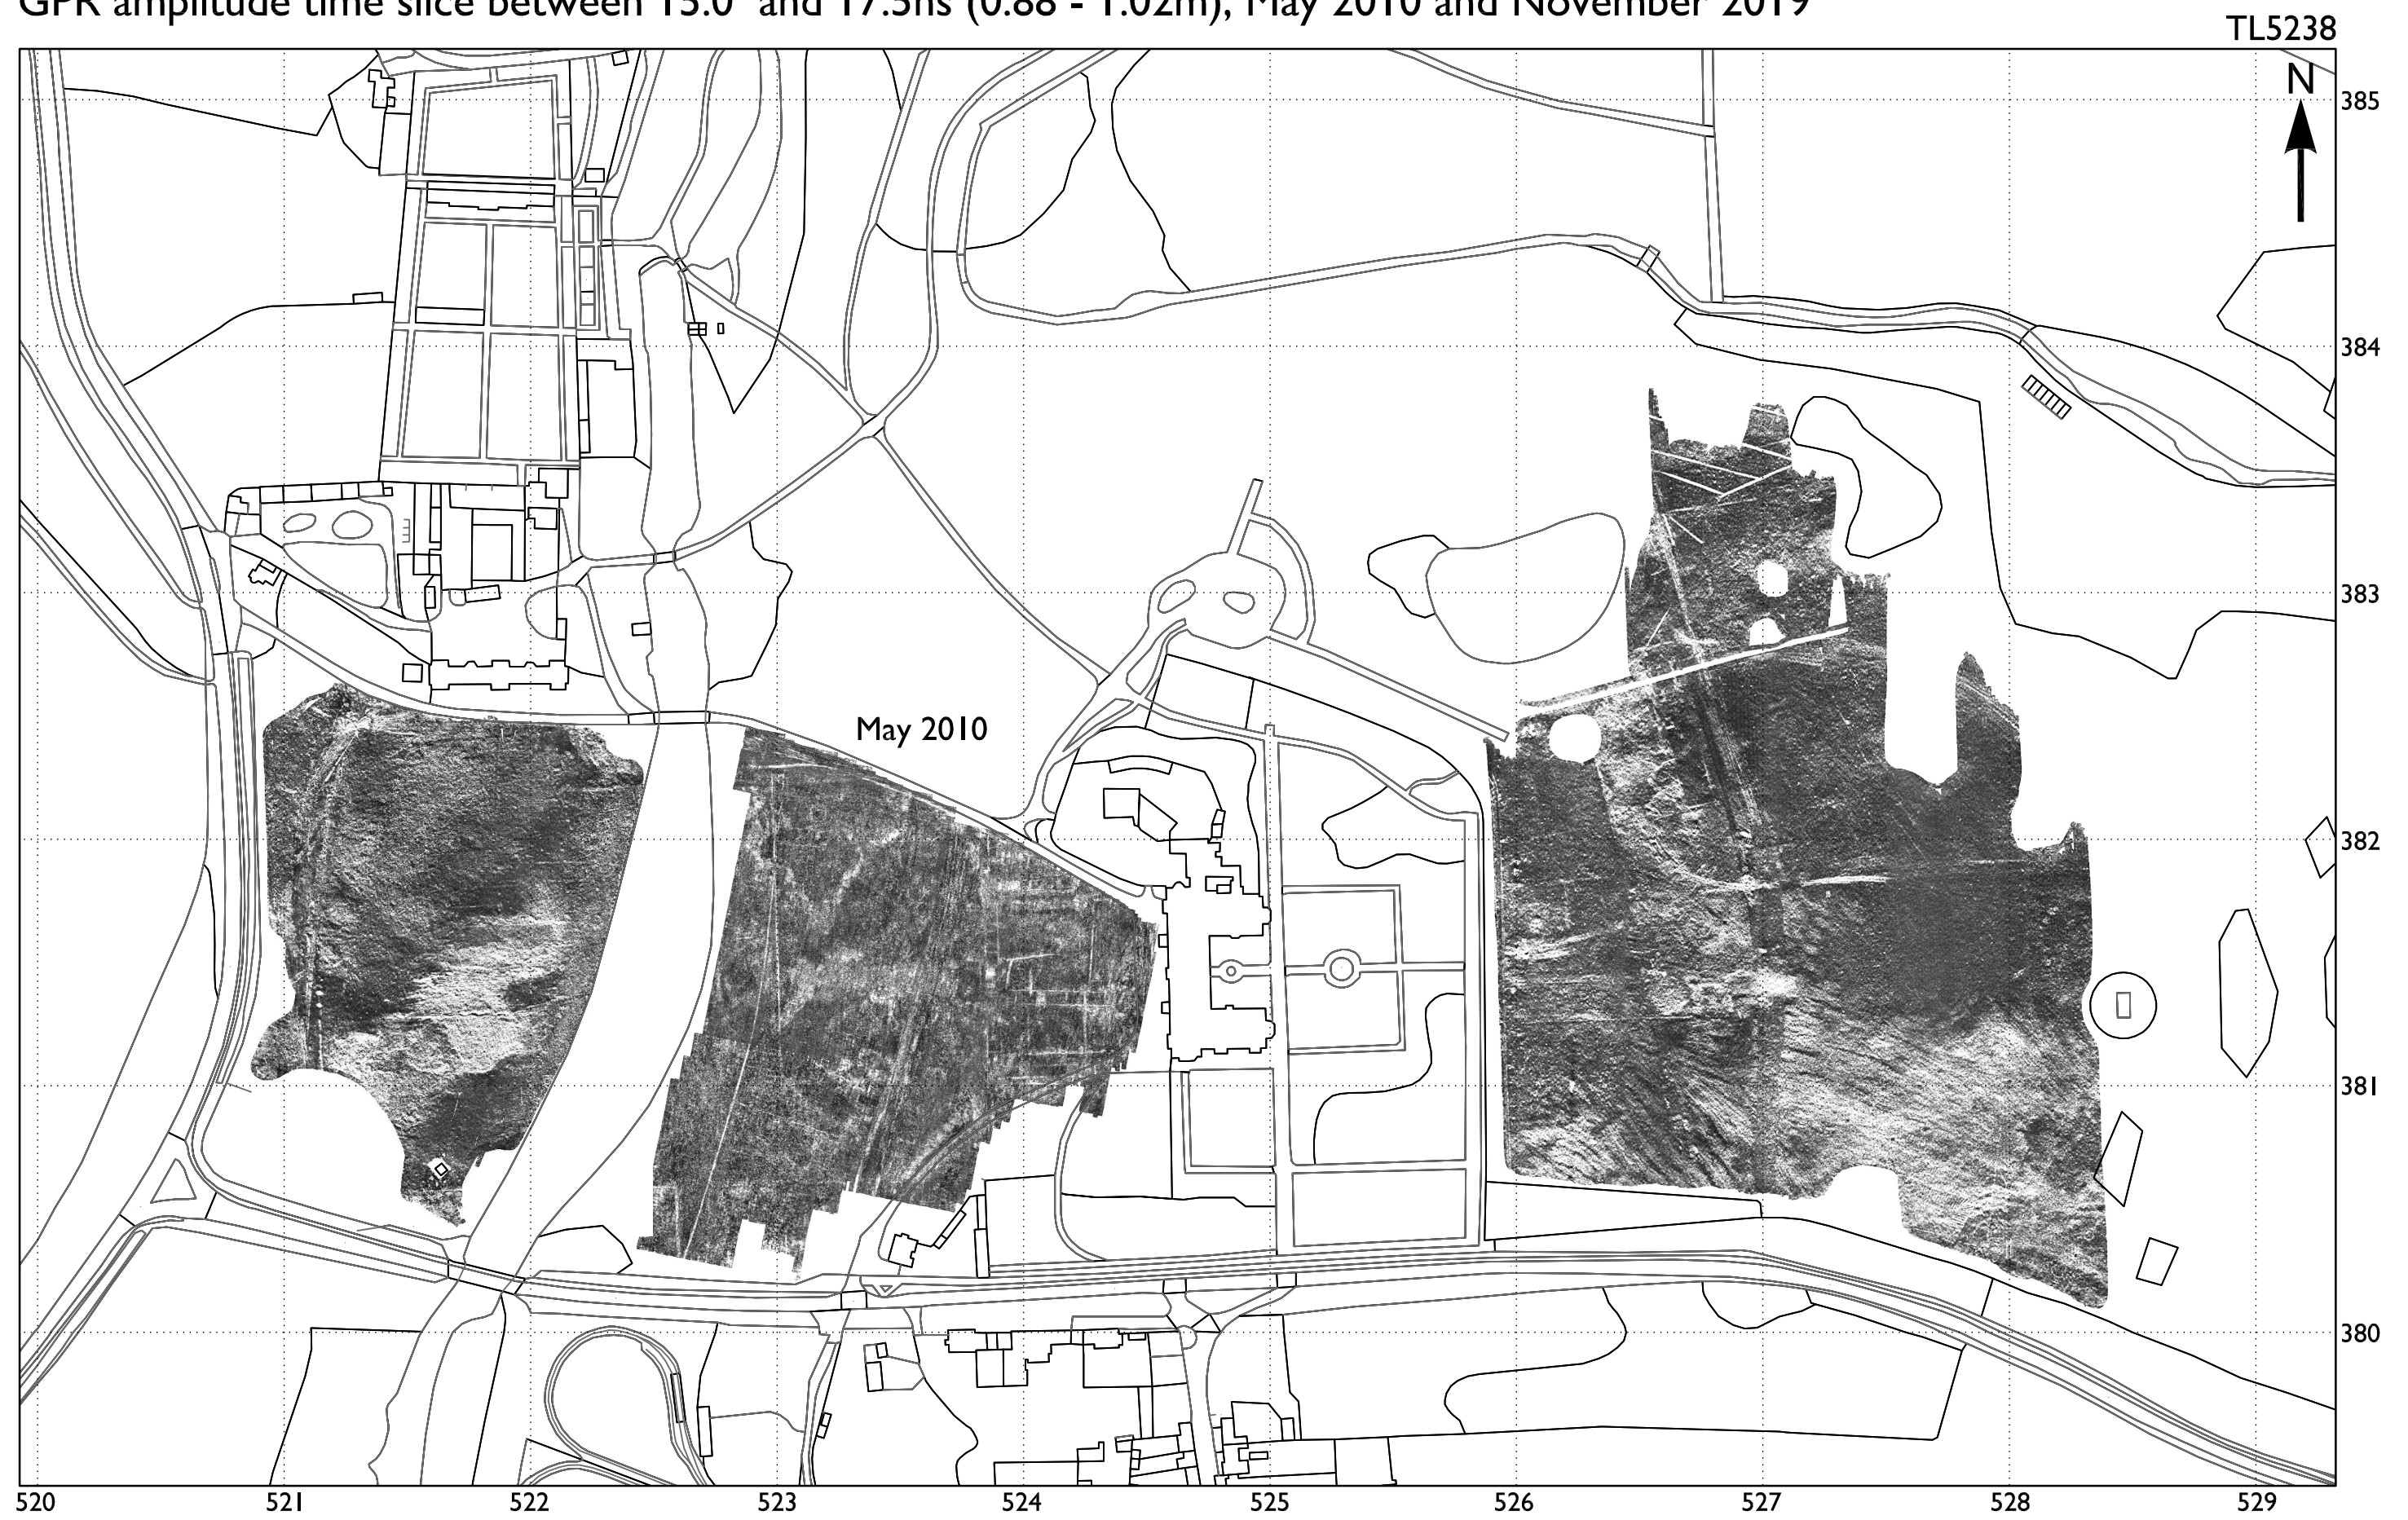 GPR amplitude time slice between 15.0 and 17.5ns (0.88 - 1.02m), May 2010 and November 2019
TL5238
N
385
384
383
May 2010
382
381
380
520 521 522 523 524 525 526 527 528 529